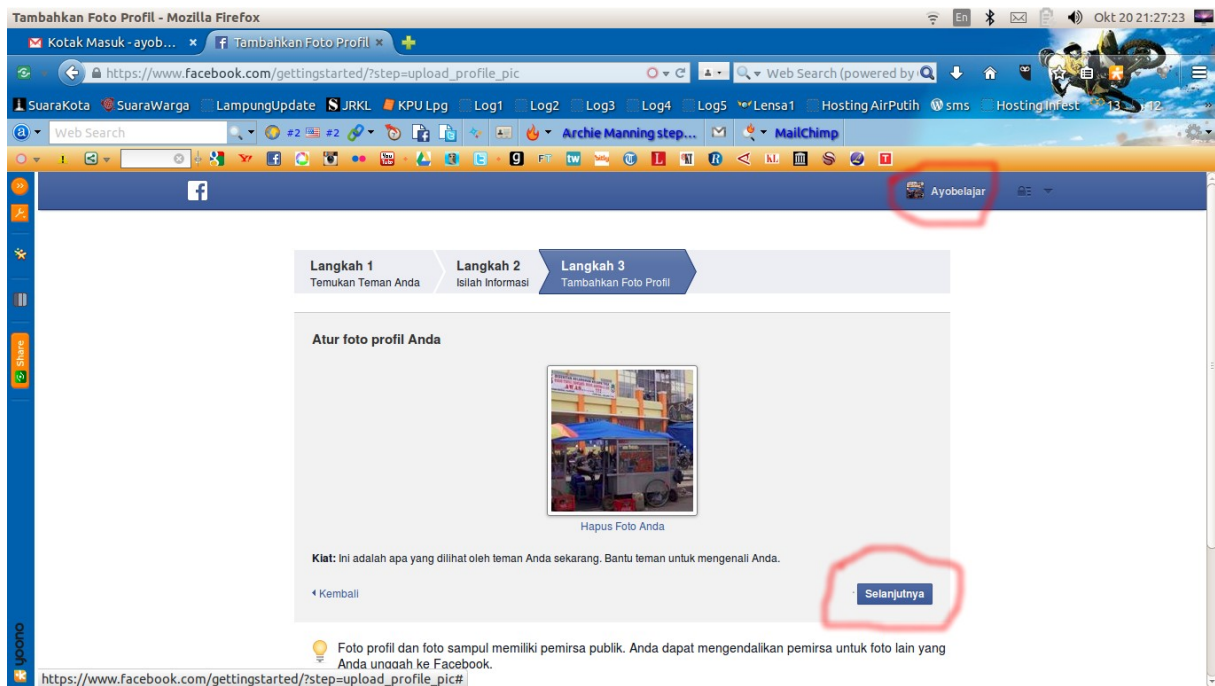 Tambahkan Foto Profil - Mozilla Firefox
En
Okt 20 21:27:23
Kotak Masuk - ayob...
Tambahkan Foto Profil
https://www.facebook.com/gettingstarted/?step=upload_profile_pic
Web Search (powered by
SuaraKota SuaraWarga LampungUpdate JRKL KPU Lpg Log1 Log2 Log3 Log4 Log5 Lensa1 Hosting AirPutih sms Hosting Infest 13 12
Web Search #2 #2 Archie Manning step... MailChimp
Ayobelajar
Langkah 1
Temukan Teman Anda
Langkah 2
Isilah Informasi
Langkah 3
Tambahkan Foto Profil
Atur foto profil Anda
Hapus Foto Anda
Kiat: Ini adalah apa yang dilihat oleh teman Anda sekarang. Bantu teman untuk mengenali Anda.
Kembali
Selanjutnya
Foto profil dan foto sampul memiliki pemirsa publik. Anda dapat mengendalikan pemirsa untuk foto lain yang
Anda unggah ke Facebook.
Share
yoono
https://www.facebook.com/gettingstarted/?step=upload_profile_pic#